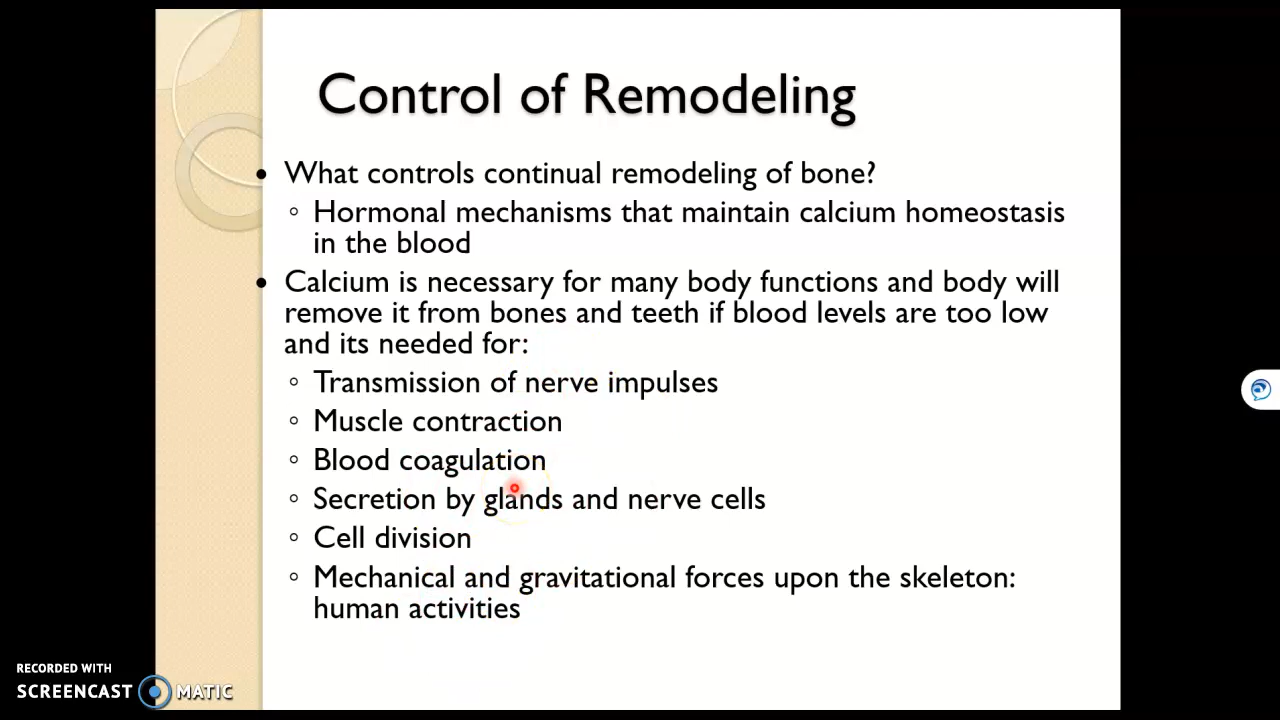 Control of Remodeling
• What controls continual remodeling of bone?
◦ Hormonal mechanisms that maintain calcium homeostasis
in the blood
• Calcium is necessary for many body functions and body will
remove it from bones and teeth if blood levels are too low
and its needed for:
◦ Transmission of nerve impulses
◦ Muscle contraction
◦ Blood coagulation
◦ Secretion by glands and nerve cells
◦ Cell division
◦ Mechanical and gravitational forces upon the skeleton:
human activities
RECORDED WITH
SCREENCAST MATIC